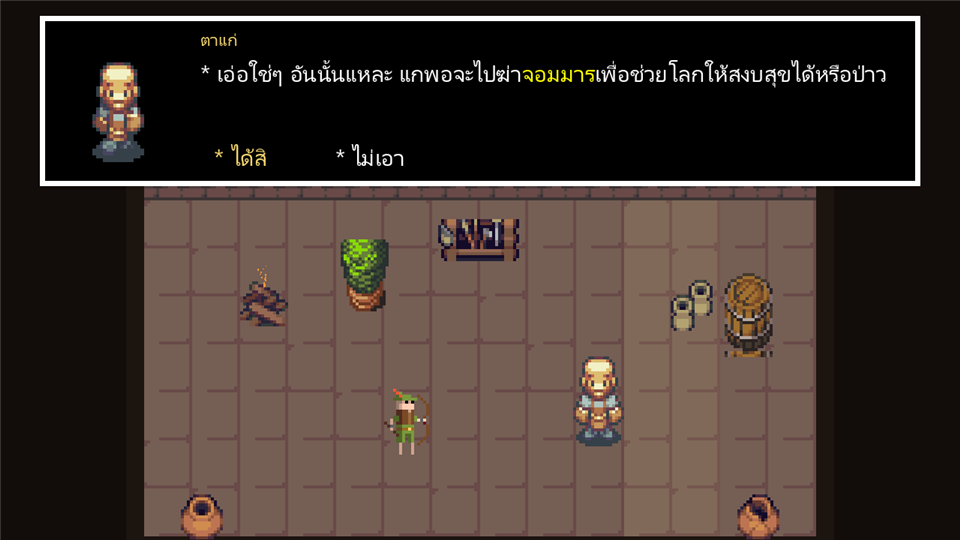 ตาแก่
* เอ่อใช่ๆ อันนั้นแหละ แกพอจะไปฆ่าจอมมารเพื่อช่วยโลกให้สงบสุขได้หรือป่าว
* ได้สิ * ไม่เอา